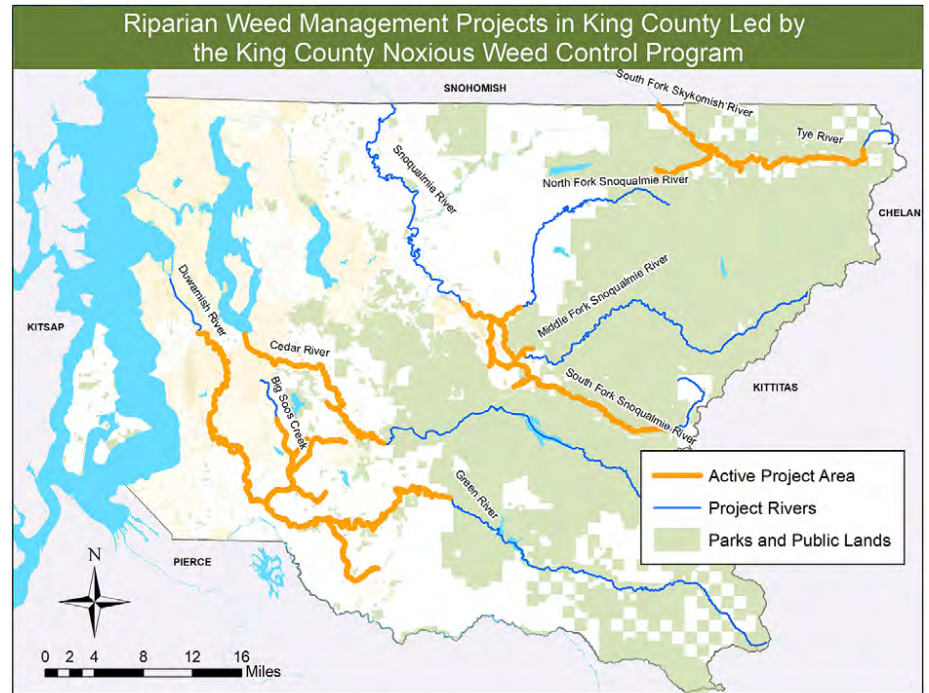 Riparian Weed Management Projects in King County Led by
the King County Noxious Weed Control Program
SNOHOMISH
South Fork Skykomish River
Tye River
Snoqualmie River
North Fork Snoqualmie River
CHELAN
Duwamish River
Middle Fork Snoqualmie River
KITSAP
Cedar River
Big Soos Creek
South Fork Snoqualmie River
KITTITAS
Green River
Active Project Area
Project Rivers
Parks and Public Lands
PIERCE
N
0 2 4 8 12 16
Miles